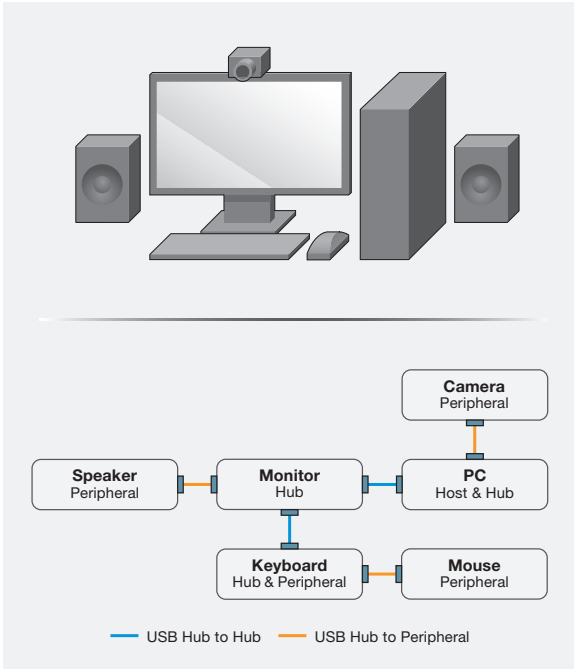 Camera
Peripheral
Speaker
Peripheral
Monitor
Hub
PC
Host & Hub
Keyboard
Hub & Peripheral
Mouse
Peripheral
USB Hub to Hub
USB Hub to Peripheral